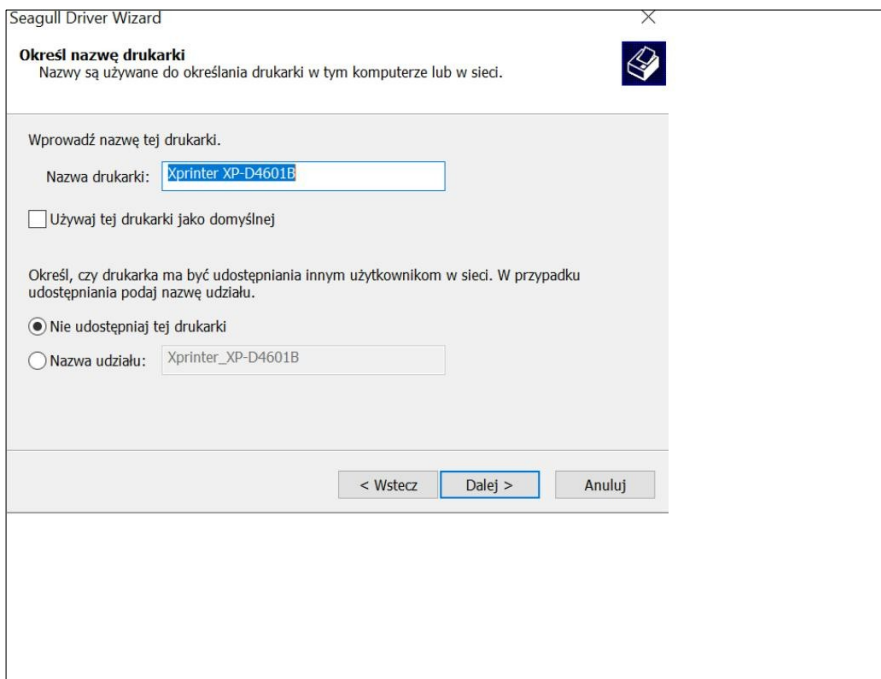 Seagull Driver Wizard
Określ nazwę drukarki
Nazwy są używane do określania drukarki w tym komputerze lub w sieci.
Wprowadź nazwę tej drukarki.
Nazwa drukarki: Xprinter XP-D4601B
Używaj tej drukarki jako domyślnej
Określ, czy drukarka ma być udostępniania innym użytkownikom w sieci. W przypadku
udostępniania podaj nazwę udziału.
Nie udostępniaj tej drukarki
Nazwa udziału: Xprinter_XP-D4601B
< Wstecz Dalej > Anuluj